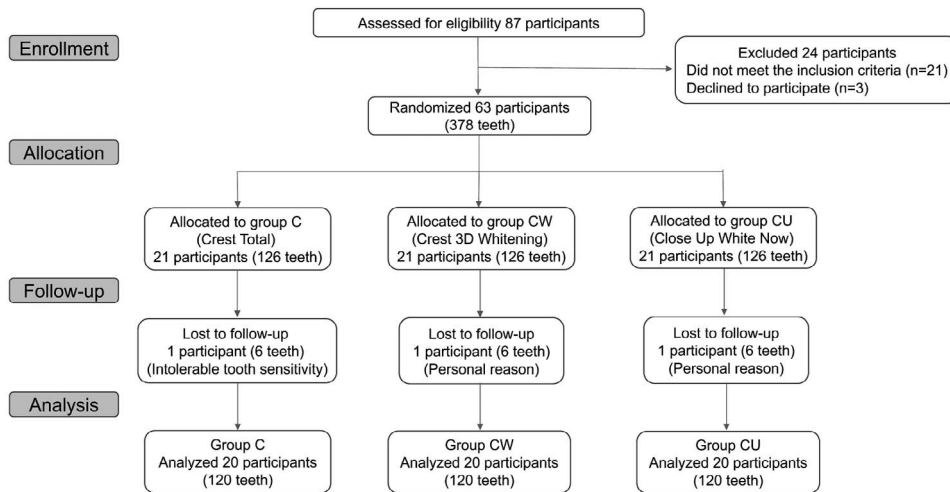 Assessed for eligibility 87 participants
Enrollment
Excluded 24 participants
Did not meet the inclusion criteria (n=21)
Declined to participate (n=3)
Randomized 63 participants
(378 teeth)
Allocation
Allocated to group C
(Crest Total)
21 participants (126 teeth)
Allocated to group CW
(Crest 3D Whitening)
21 participants (126 teeth)
Allocated to group CU
(Close Up White Now)
21 participants (126 teeth)
Follow-up
Lost to follow-up
1 participant (6 teeth)
(Intolerable tooth sensitivity)
Lost to follow-up
1 participant (6 teeth)
(Personal reason)
Lost to follow-up
1 participant (6 teeth)
(Personal reason)
Analysis
Group C
Analyzed 20 participants
(120 teeth)
Group CW
Analyzed 20 participants
(120 teeth)
Group CU
Analyzed 20 participants
(120 teeth)